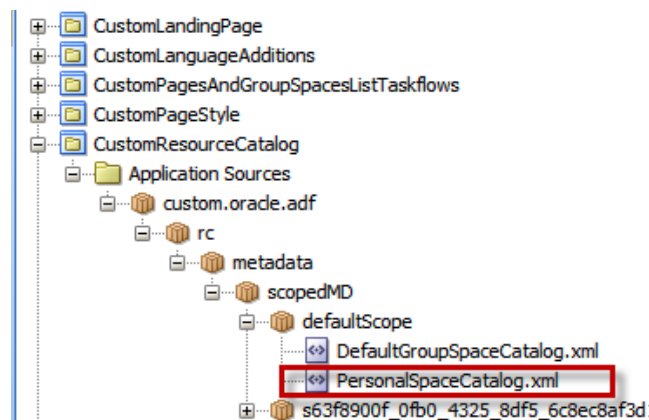 CustomLandingPage
CustomLanguageAdditions
CustomPagesAndGroupSpacesListTaskflows
CustomPageStyle
CustomResourceCatalog
Application Sources
custom.oracle.adf
rc
metadata
scopedMD
defaultScope
DefaultGroupSpaceCatalog.xml
PersonalSpaceCatalog.xml
s63f8900f_0fb0_4325_8df5_6c8ec8af3d